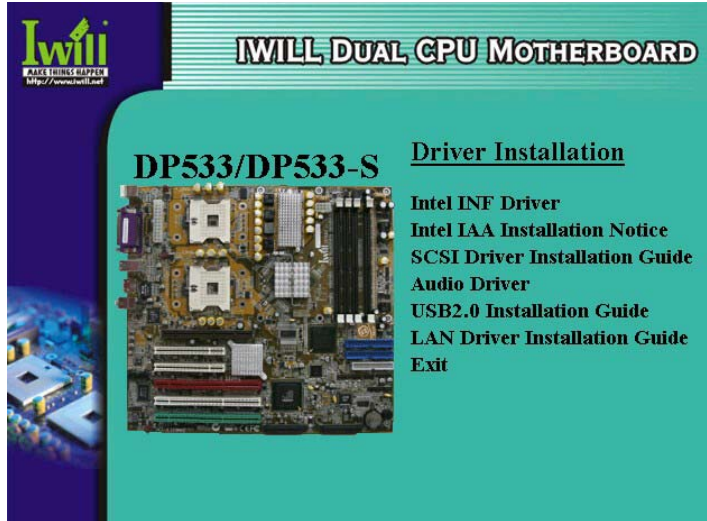 Iwill
MAKE THINGS HAPPEN
http://www.iwill.net
IWILL DUAL CPU MOTHERBOARD
DP533/DP533-S
Driver Installation
Intel INF Driver
Intel IAA Installation Notice
SCSI Driver Installation Guide
Audio Driver
USB2.0 Installation Guide
LAN Driver Installation Guide
Exit